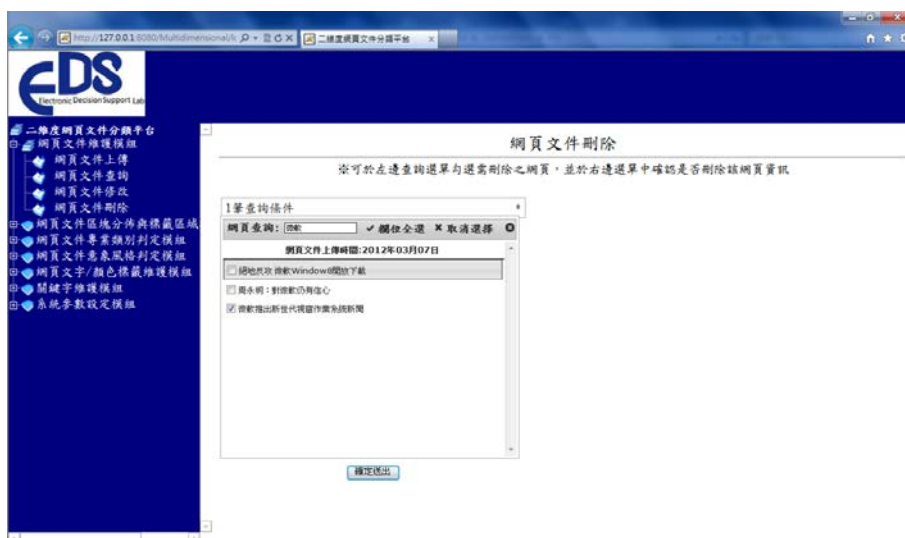 http://127.0.0.1:8080/Multidimensional/k
二維度網頁文件分類平台
EDS
Electronic Decision Support Lab
二維度網頁文件分類平台
網頁文件維護模組
網頁文件上傳
網頁文件查詢
網頁文件修改
網頁文件刪除
網頁文件區塊分佈與標籤區域
網頁文件專業類別判定模組
網頁文件意象風格判定模組
網頁文字/顏色標籤維護模組
關鍵字維護模組
系統參數設定模組
網頁文件刪除
※可於左邊查詢選單勾選需刪除之網頁,並於右邊選單中確認是否刪除該網頁資訊
1筆查詢條件
網頁查詢: 微軟 欄位全選 取消選擇
網頁文件上傳時間:2012年03月07日
絕地反攻 微軟Window8開放下載
周永明:對微軟仍有信心
微軟推出新世代視窗作業系統新聞
確定送出